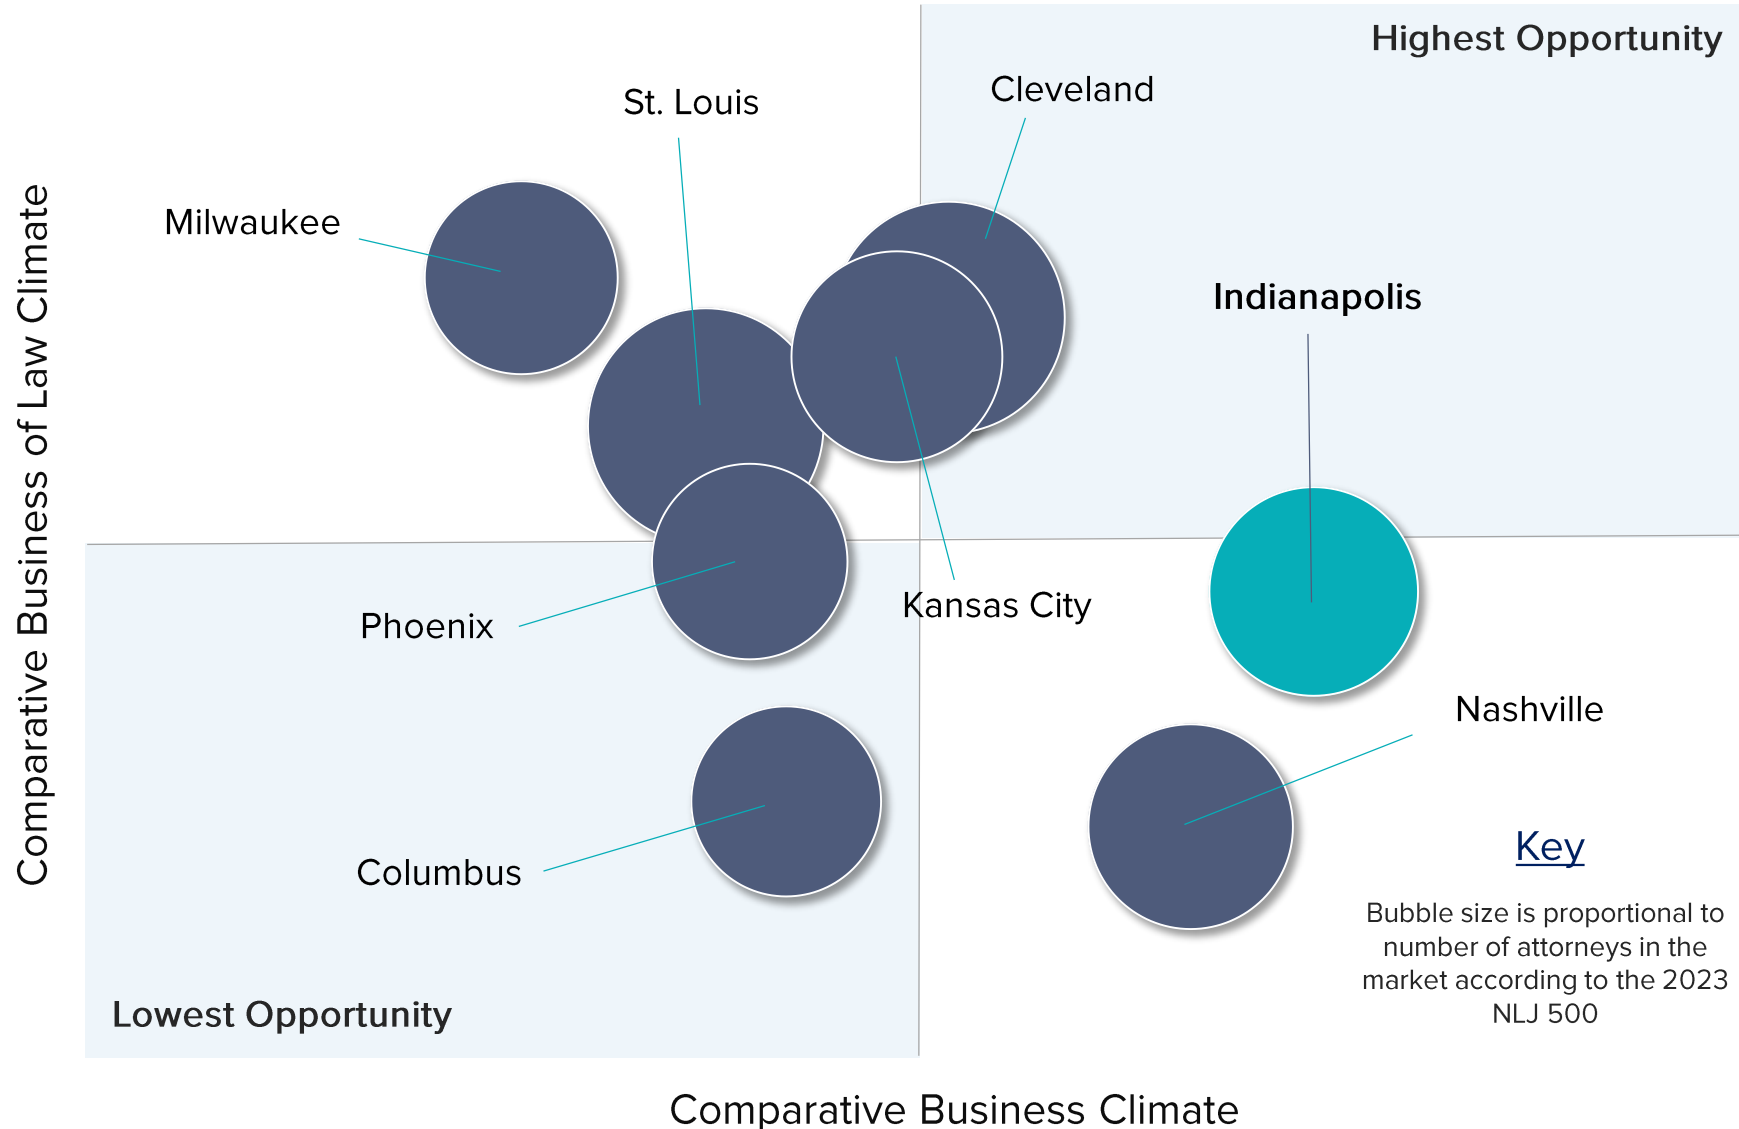 Highest Opportunity
Cleveland
St. Louis
Milwaukee
Indianapolis
Comparative Business of Law Climate
Kansas City
Phoenix
Nashville
Columbus
Key
Bubble size is proportional to
number of attorneys in the
market according to the 2023
NLJ 500
Lowest Opportunity
Comparative Business Climate